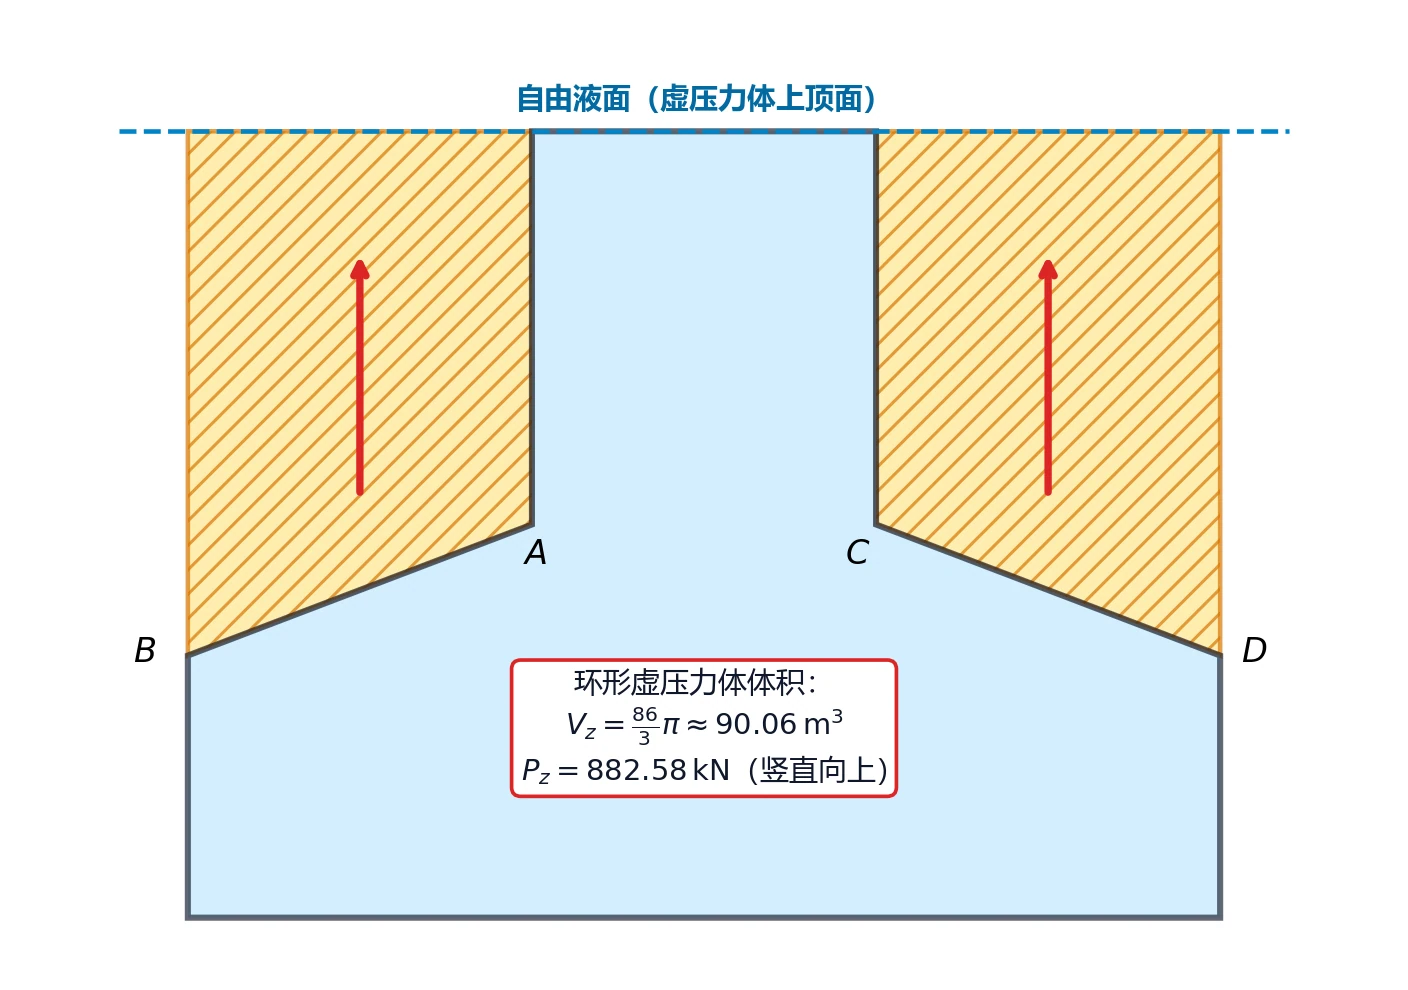 自由液面（虚压力体上顶面）
A
C
B
D
环形虚压力体体积：
V_z = \frac{86}{3}π ≈ 90.06 m³
P_z = 882.58 kN（竖直向上）